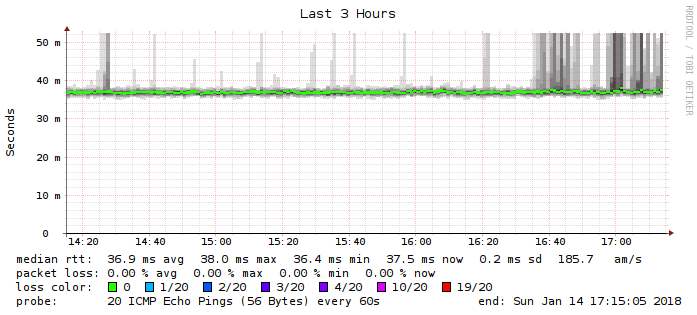 Last 3 Hours
RRDTOOL / TOBI OETIKER
Seconds
50 m
40 m
30 m
20 m
10 m
0
14:20 14:40 15:00 15:20 15:40 16:00 16:20 16:40 17:00
median rtt: 36.9 ms avg 38.0 ms max 36.4 ms min 37.5 ms now 0.2 ms sd 185.7 am/s
packet loss: 0.00 % avg 0.00 % max 0.00 % min 0.00 % now
loss color: 0 1/20 2/20 3/20 4/20 10/20 19/20
probe: 20 ICMP Echo Pings (56 Bytes) every 60s end: Sun Jan 14 17:15:05 2018